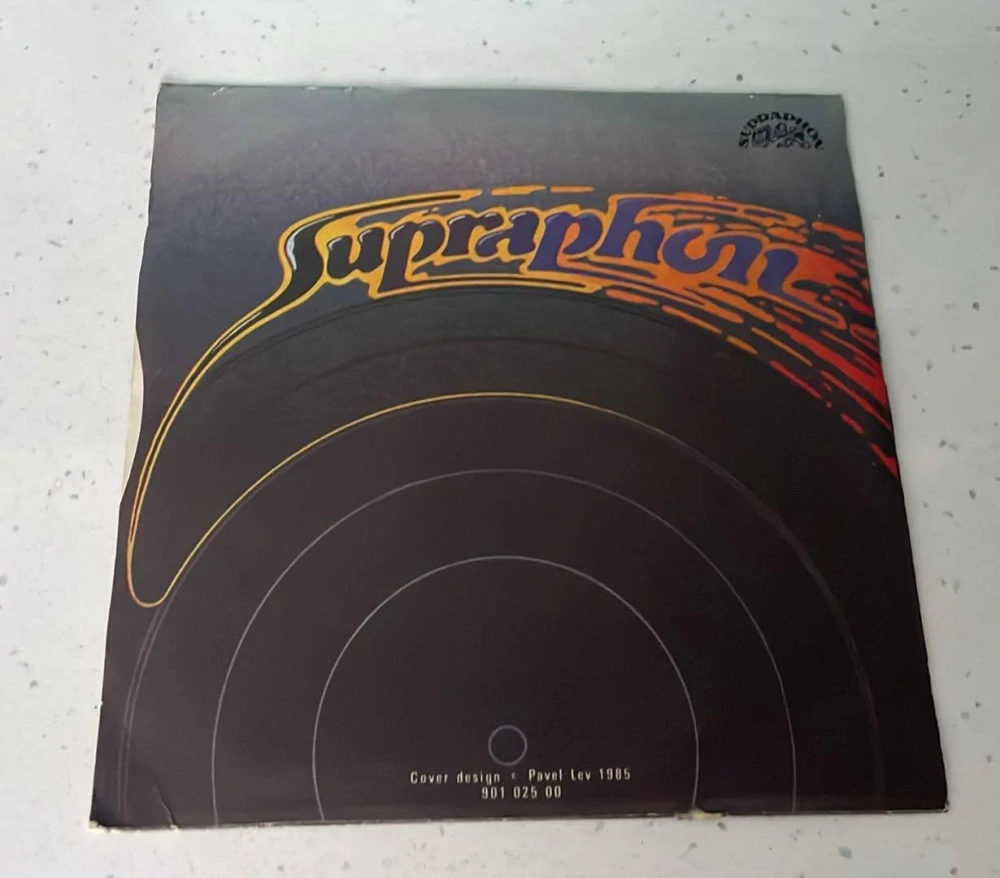 SUPRAPHON
Supraphon
Cover design © Pavel Lev 1985
901 025 00